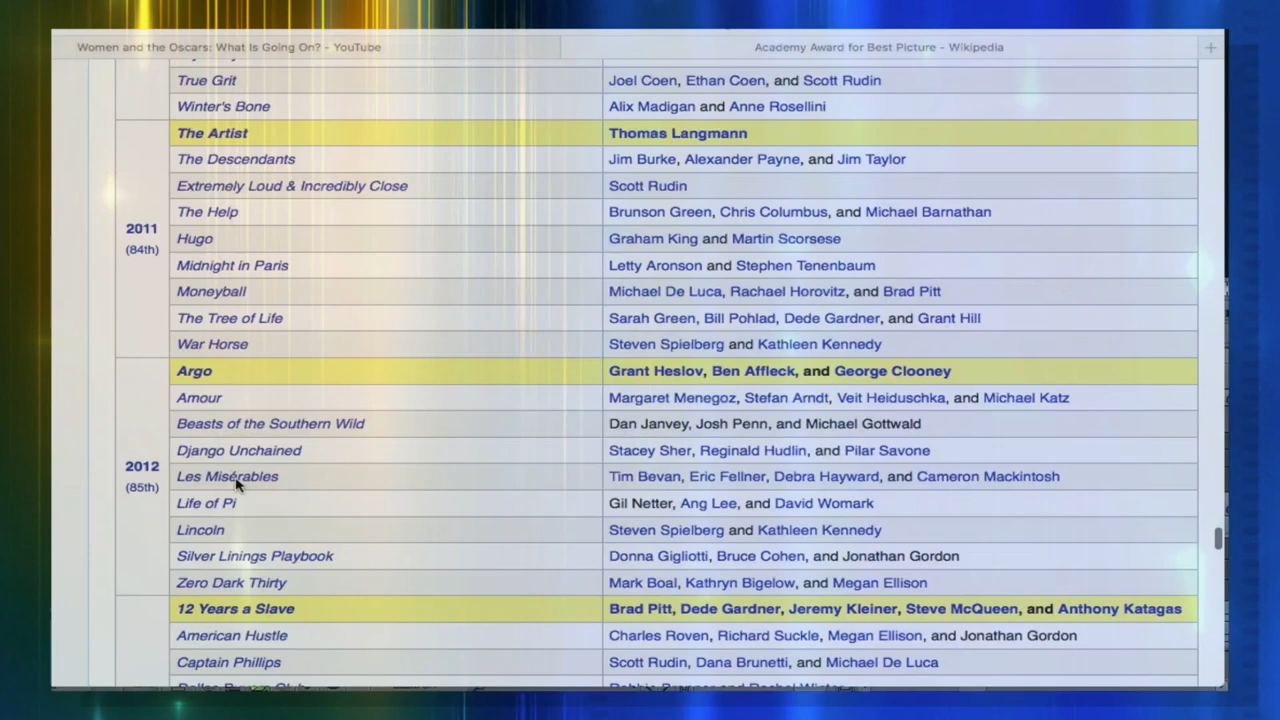 Women and the Oscars: What Is Going On? - YouTube
Academy Award for Best Picture - Wikipedia
True Grit Joel Coen, Ethan Coen, and Scott Rudin
Winter's Bone Alix Madigan and Anne Rosellini
The Artist Thomas Langmann
The Descendants Jim Burke, Alexander Payne, and Jim Taylor
Extremely Loud & Incredibly Close Scott Rudin
The Help Brunson Green, Chris Columbus, and Michael Barnathan
2011
(84th)
Hugo Graham King and Martin Scorsese
Midnight in Paris Letty Aronson and Stephen Tenenbaum
Moneyball Michael De Luca, Rachael Horovitz, and Brad Pitt
The Tree of Life Sarah Green, Bill Pohlad, Dede Gardner, and Grant Hill
War Horse Steven Spielberg and Kathleen Kennedy
Argo Grant Heslov, Ben Affleck, and George Clooney
Amour Margaret Menegoz, Stefan Arndt, Veit Heiduschka, and Michael Katz
Beasts of the Southern Wild Dan Janvey, Josh Penn, and Michael Gottwald
Django Unchained Stacey Sher, Reginald Hudlin, and Pilar Savone
2012
(85th)
Les Misérables Tim Bevan, Eric Fellner, Debra Hayward, and Cameron Mackintosh
Life of Pi Gil Netter, Ang Lee, and David Womark
Lincoln Steven Spielberg and Kathleen Kennedy
Silver Linings Playbook Donna Gigliotti, Bruce Cohen, and Jonathan Gordon
Zero Dark Thirty Mark Boal, Kathryn Bigelow, and Megan Ellison
12 Years a Slave Brad Pitt, Dede Gardner, Jeremy Kleiner, Steve McQueen, and Anthony Katagas
American Hustle Charles Roven, Richard Suckle, Megan Ellison, and Jonathan Gordon
Captain Phillips Scott Rudin, Dana Brunetti, and Michael De Luca